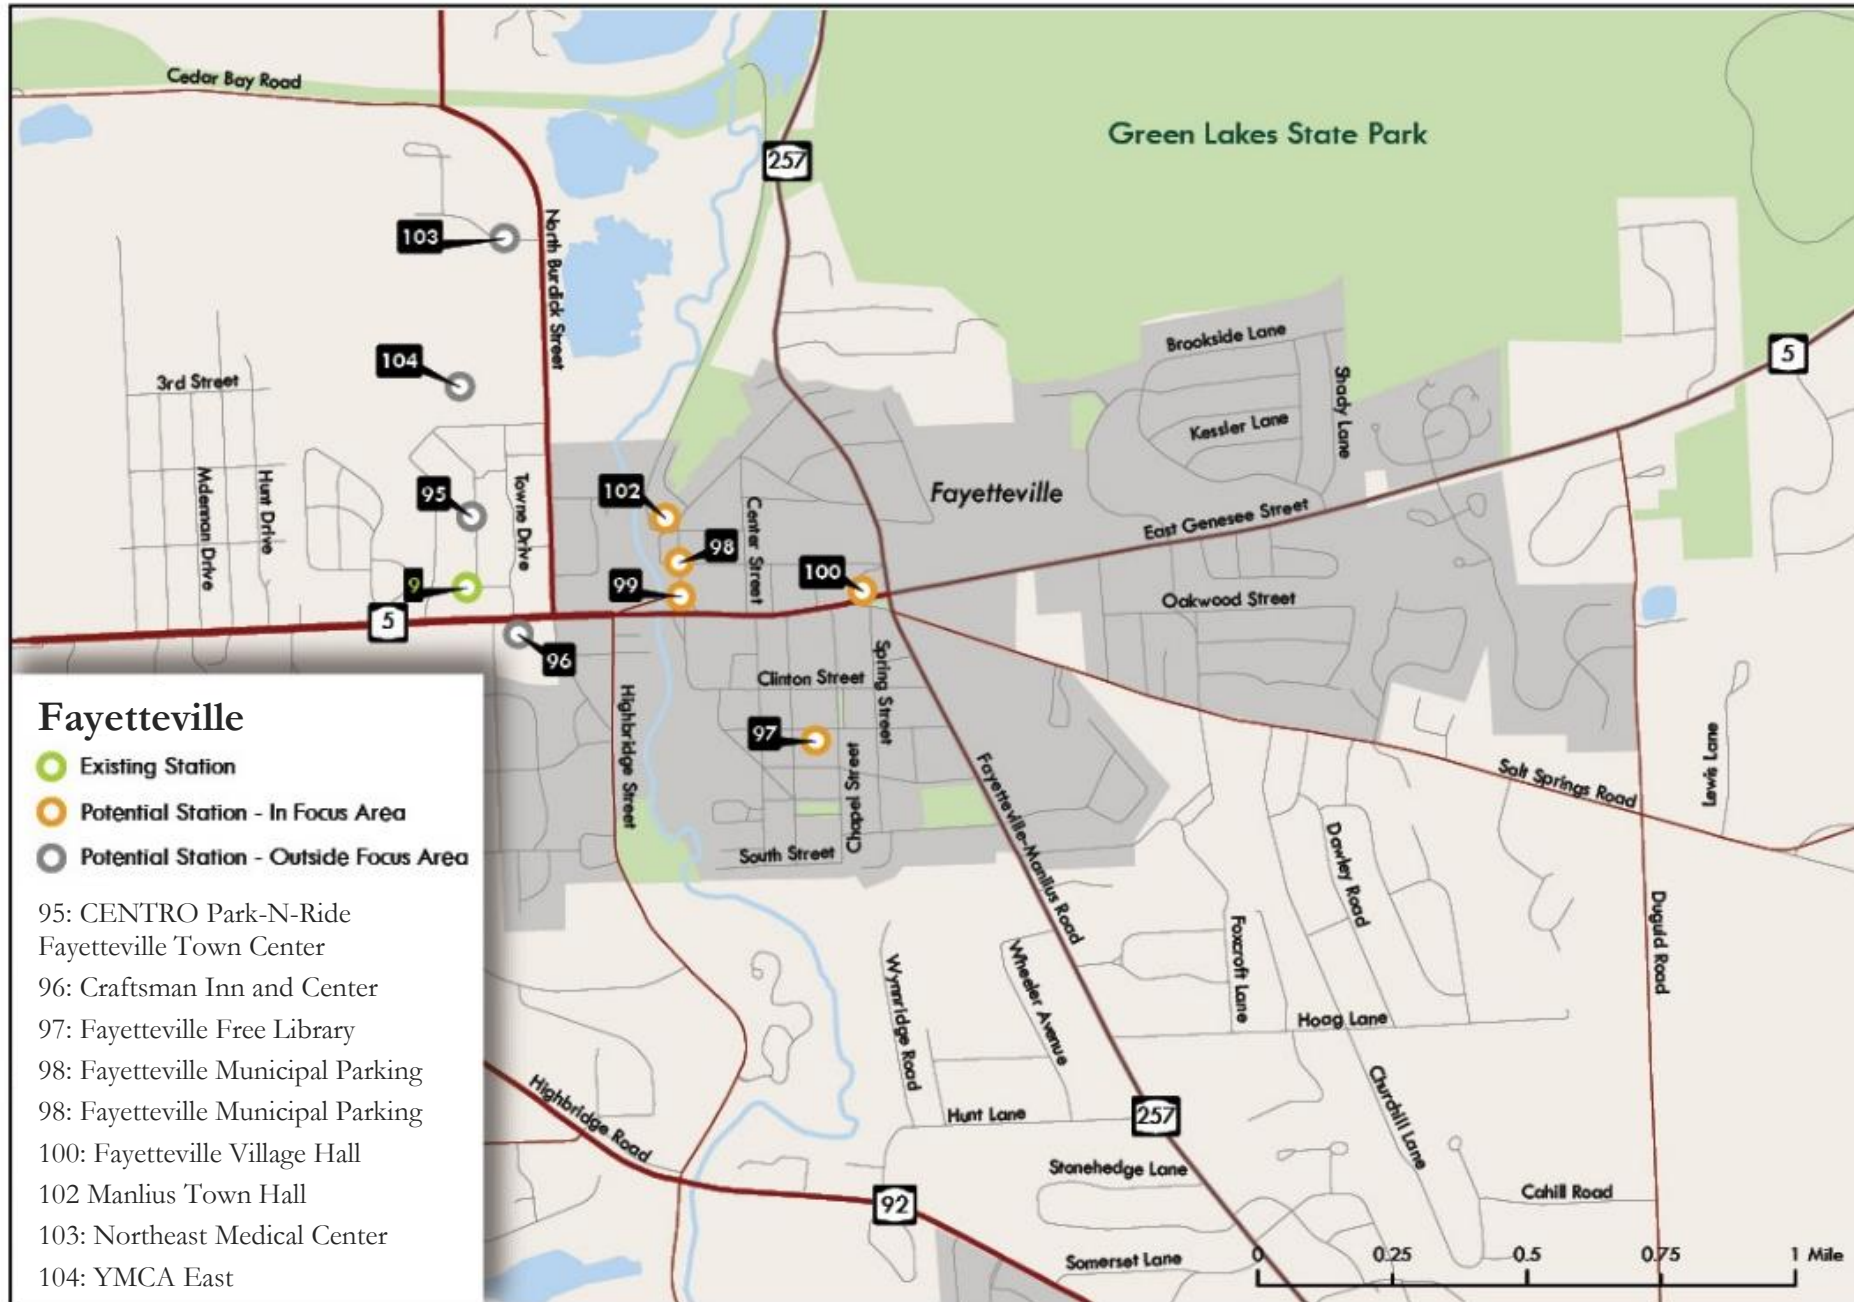 Cedar Bay Road
Green Lakes State Park
257
103
North Burdick Street
Brookside Lane
5
104
3rd Street
Shady Lane
Kessler Lane
Mdennan Drive
Hunt Drive
95
Towne Drive
102
Center Street
Fayetteville
East Genesee Street
98
99
100
9
5
Oakwood Street
96
Highbridge Street
Clinton Street
Spring Street
97
Chapel Street
South Street
Fayetteville-Manlius Road
Salt Springs Road
Lewis Lane
Dawley Road
Duguid Road
Foxcroft Lane
Wynnridge Road
Wheeler Avenue
Hoag Lane
Churchill Lane
Highbridge Road
Hunt Lane
257
Stonehedge Lane
Cahill Road
92
Somerset Lane
0 0.25 0.5 0.75 1 Mile
Fayetteville
Existing Station
Potential Station - In Focus Area
Potential Station - Outside Focus Area
95: CENTRO Park-N-Ride
Fayetteville Town Center
96: Craftsman Inn and Center
97: Fayetteville Free Library
98: Fayetteville Municipal Parking
98: Fayetteville Municipal Parking
100: Fayetteville Village Hall
102 Manlius Town Hall
103: Northeast Medical Center
104: YMCA East